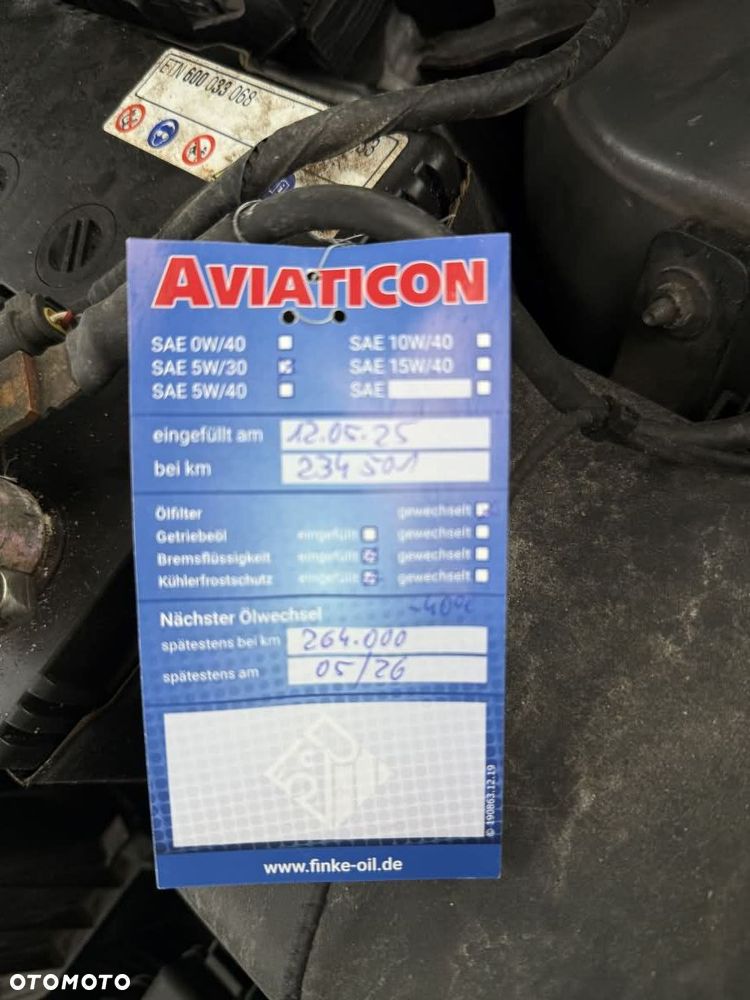 ETN 600 033 068
AVIATICON
SAE 0W/40 SAE 10W/40
SAE 5W/30 SAE 15W/40
SAE 5W/40 SAE
eingefüllt am 12.05.25
bei km 234 501
Ölfilter gewechselt
Getriebeöl eingefüllt gewechselt
Bremsflüssigkeit eingefüllt gewechselt
Kühlerfrostschutz eingefüllt gewechselt
Nächster Ölwechsel -40°C
spätestens bei km 264.000
spätestens am 05/26
© 190863.12.19
www.finke-oil.de
OTOMOTO